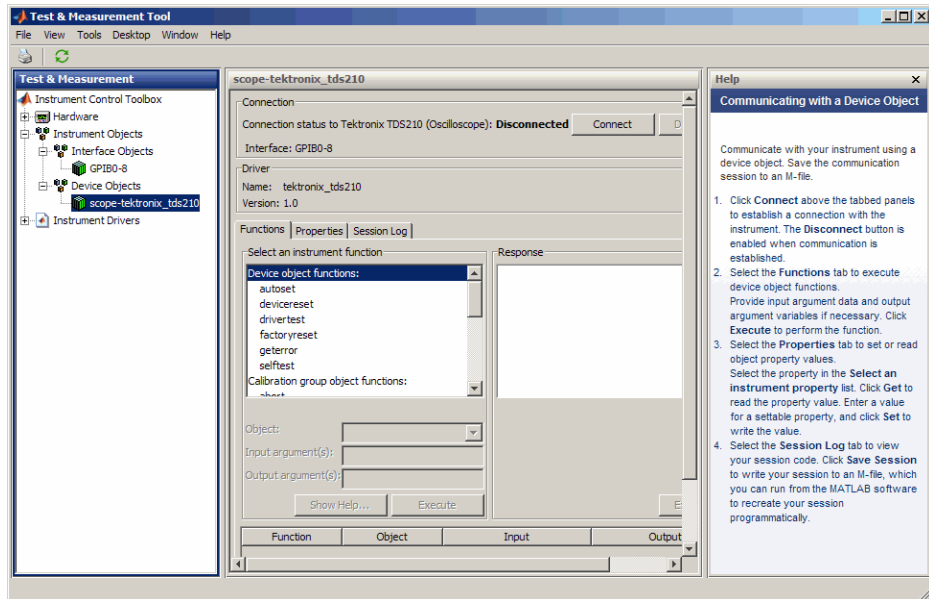 Test & Measurement Tool
File View Tools Desktop Window Help
Test & Measurement
Instrument Control Toolbox
Hardware
Instrument Objects
Interface Objects
GPIB0-8
Device Objects
scope-tektronix_tds210
Instrument Drivers
scope-tektronix_tds210
Connection
Connection status to Tektronix TDS210 (Oscilloscope): Disconnected Connect D
Interface: GPIB0-8
Driver
Name: tektronix_tds210
Version: 1.0
Functions Properties Session Log
Select an instrument function
Device object functions:
autoset
devicereset
drivertest
factoryreset
geterror
selftest
Calibration group object functions:
abort
Response
Object:
Input argument(s):
Output argument(s):
Show Help... Execute
E
Function Object Input Output
Help
Communicating with a Device Object
Communicate with your instrument using a
device object. Save the communication
session to an M-file.
1. Click Connect above the tabbed panels
to establish a connection with the
instrument. The Disconnect button is
enabled when communication is
established.
2. Select the Functions tab to execute
device object functions.
Provide input argument data and output
argument variables if necessary. Click
Execute to perform the function.
3. Select the Properties tab to set or read
object property values.
Select the property in the Select an
instrument property list. Click Get to
read the property value. Enter a value
for a settable property, and click Set to
write the value.
4. Select the Session Log tab to view
your session code. Click Save Session
to write your session to an M-file, which
you can run from the MATLAB software
to recreate your session
programmatically.